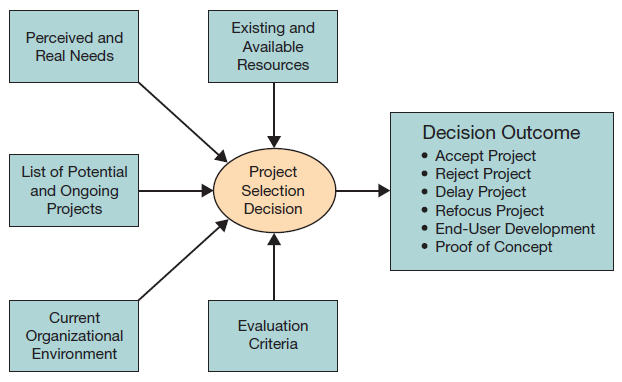 Perceived and
Real Needs
Existing and
Available
Resources
List of Potential
and Ongoing
Projects
Project
Selection
Decision
Decision Outcome
• Accept Project
• Reject Project
• Delay Project
• Refocus Project
• End-User Development
• Proof of Concept
Current
Organizational
Environment
Evaluation
Criteria